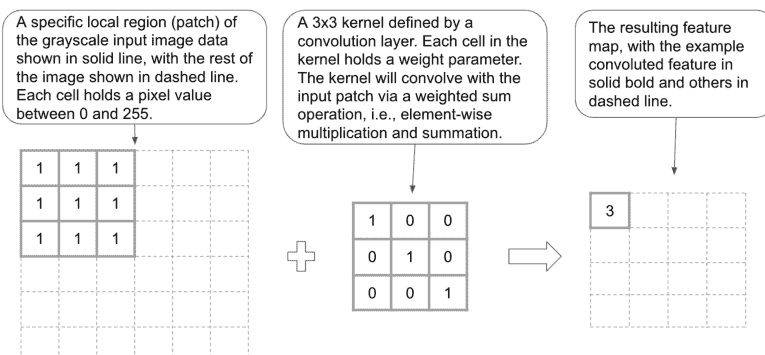 A specific local region (patch) of
the grayscale input image data
shown in solid line, with the rest of
the image shown in dashed line.
Each cell holds a pixel value
between 0 and 255.
A 3x3 kernel defined by a
convolution layer. Each cell in the
kernel holds a weight parameter.
The kernel will convolve with the
input patch via a weighted sum
operation, i.e., element-wise
multiplication and summation.
The resulting feature
map, with the example
convoluted feature in
solid bold and others in
dashed line.
1 1 1
1 1 1
1 1 1
1 0 0
0 1 0
0 0 1
3